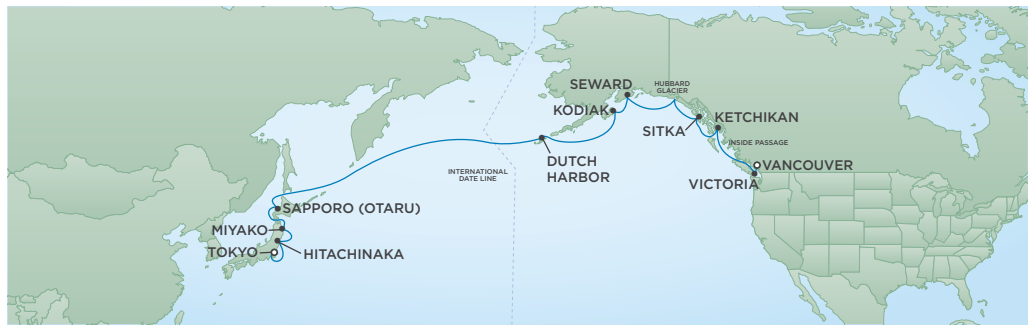 SEWARD
HUBBARD
GLACIER
KODIAK
KETCHIKAN
SITKA
INSIDE PASSAGE
DUTCH
HARBOR
VANCOUVER
INTERNATIONAL
DATE LINE
VICTORIA
SAPPORO (OTARU)
MIYAKO
TOKYO
HITACHINAKA